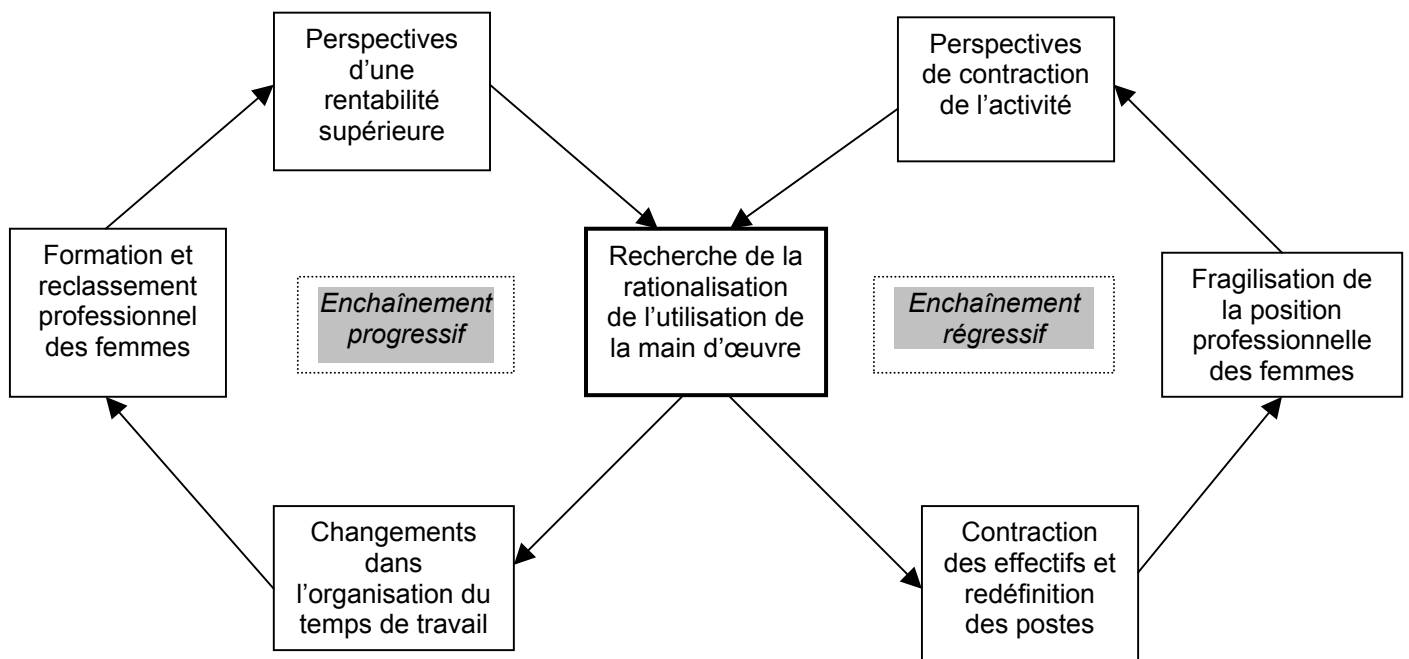 Perspectives
d’une
rentabilité
supérieure
Perspectives
de contraction
de l’activité
Formation et
reclassement
professionnel
des femmes
Enchaînement
progressif
Recherche de la
rationalisation
de l’utilisation de
la main d’œuvre
Enchaînement
régressif
Fragilisation de
la position
professionnelle
des femmes
Changements
dans
l’organisation du
temps de travail
Contraction
des effectifs et
redéfinition
des postes